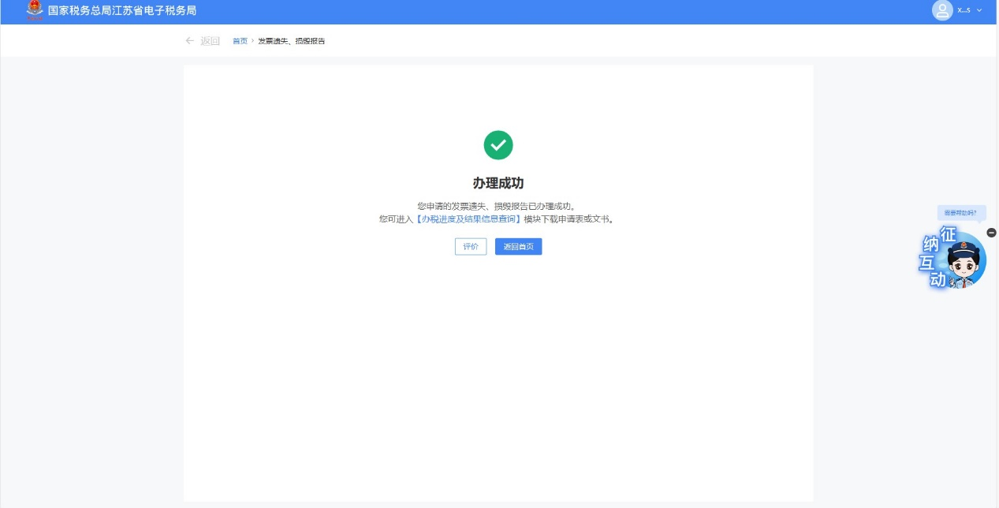 国家税务总局江苏省电子税务局
x...s
返回 首页 › 发票遗失、损毁报告
办理成功
您申请的发票遗失、损毁报告已办理成功。
您可进入【办税进度及结果信息查询】模块下载申请表或文书。
评价 返回首页
需要帮助吗?
征纳互动